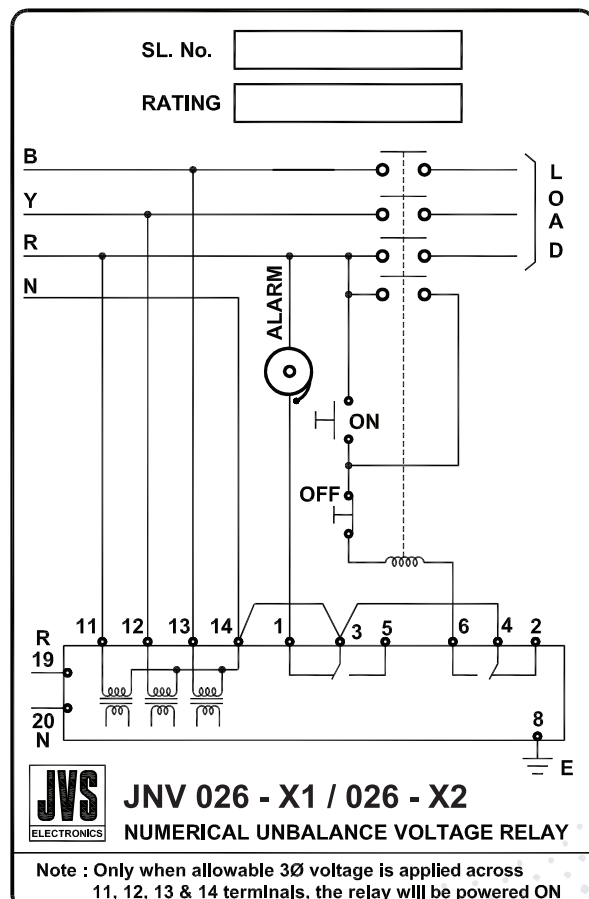 SL. No.
RATING
B
Y
R
N
L
O
A
D
ALARM
ON
OFF
11 12 13 14 1 3 5 6 4 2
R
19
20
N
8
E
JVS
ELECTRONICS
JNV 026 - X1 / 026 - X2
NUMERICAL UNBALANCE VOLTAGE RELAY
Note : Only when allowable 3Ø voltage is applied across
11, 12, 13 & 14 terminals, the relay will be powered ON